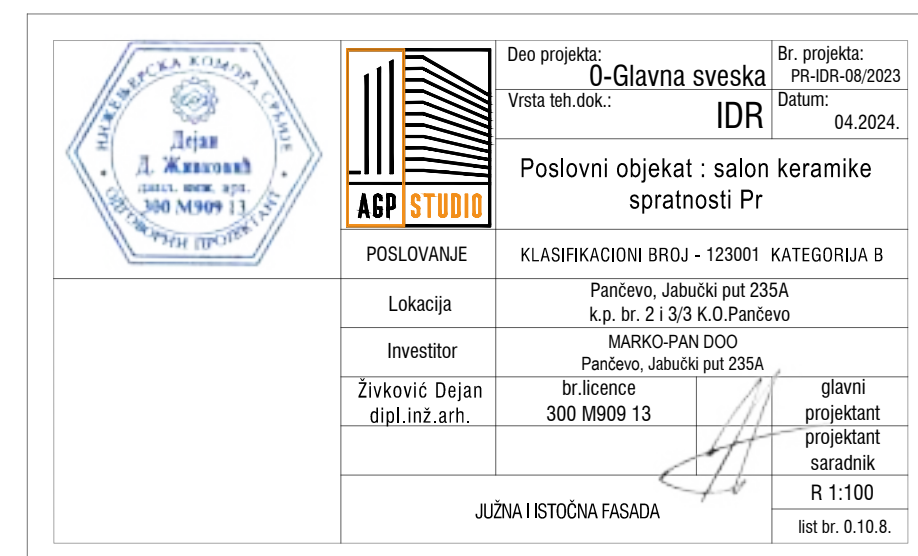 ИНЖЕЊЕРСКА КОМОРА СРБИЈЕ
Дејан
Д. Живковић
дипл. инж. арх.
300 М909 13
ОДГОВОРНИ ПРОЈЕКТАНТ
AGP STUDIO
Deo projekta:
0-Glavna sveska
Br. projekta:
PR-IDR-08/2023
Vrsta teh.dok.:
IDR
Datum:
04.2024.
Poslovni objekat : salon keramike
spratnosti Pr
POSLOVANJE
KLASIFIKACIONI BROJ - 123001 KATEGORIJA B
Lokacija
Pančevo, Jabučki put 235A
k.p. br. 2 i 3/3 K.O.Pančevo
Investitor
MARKO-PAN DOO
Pančevo, Jabučki put 235A
Živković Dejan
dipl.inž.arh.
br.licence
300 M909 13
glavni
projektant
projektant
saradnik
JUŽNA I ISTOČNA FASADA
R 1:100
list br. 0.10.8.